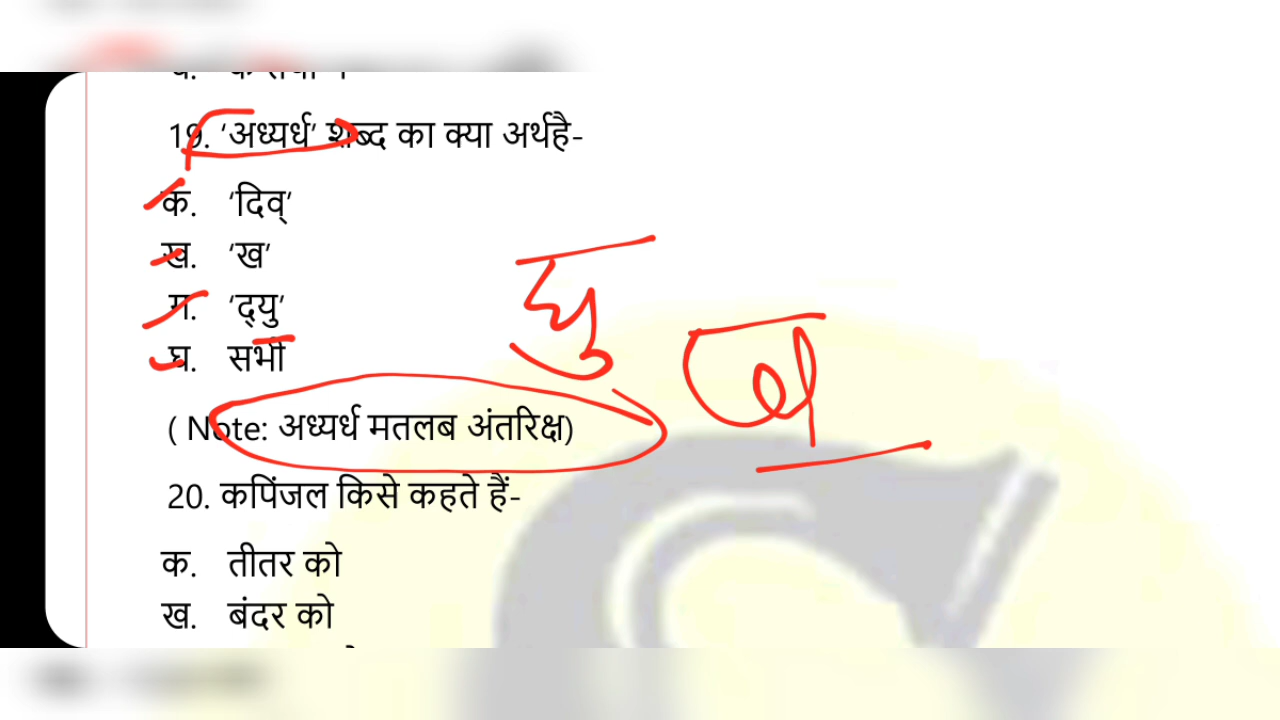 19. ‘अध्यर्ध’ शब्द का क्या अर्थहै-
क. ‘दिव्’
ख. ‘ख’
ग. ‘द्यु’
घ. सभी
( Note: अध्यर्ध मतलब अंतरिक्ष)
20. कपिंजल किसे कहते हैं-
क. तीतर को
ख. बंदर को